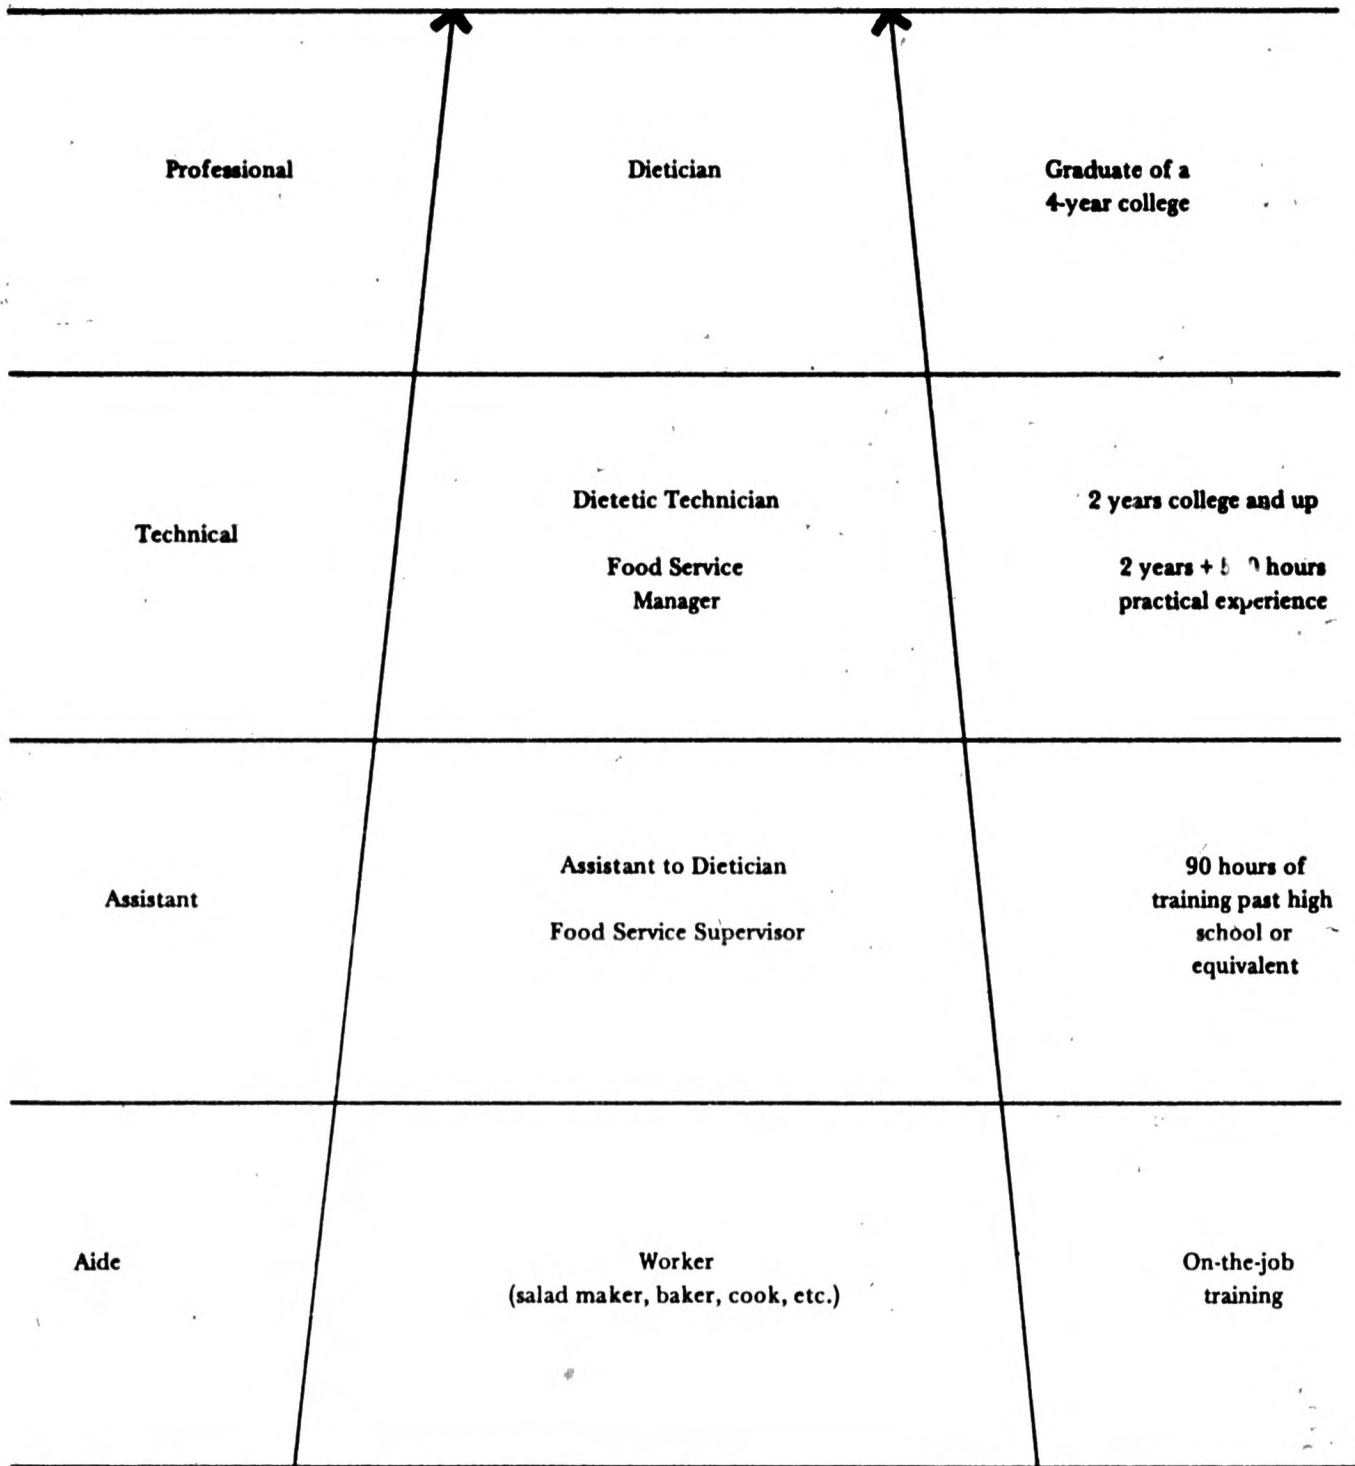 Professional
Dietician
Graduate of a
4-year college
Technical
Dietetic Technician
Food Service
Manager
2 years college and up
2 years + hours
practical experience
Assistant
Assistant to Dietician
Food Service Supervisor
90 hours of
training past high
school or
equivalent
Aide
Worker
(salad maker, baker, cook, etc.)
On-the-job
training